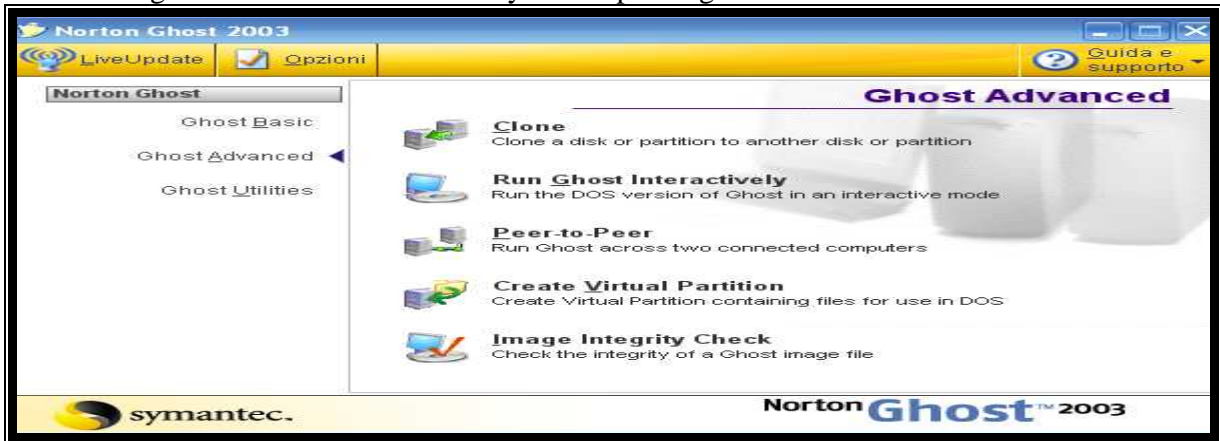 Norton Ghost 2003
LiveUpdate Opzioni Guida e supporto
Norton Ghost
Ghost Basic
Ghost Advanced
Ghost Utilities
Ghost Advanced
Clone
Clone a disk or partition to another disk or partition
Run Ghost Interactively
Run the DOS version of Ghost in an interactive mode
Peer-to-Peer
Run Ghost across two connected computers
Create Virtual Partition
Create Virtual Partition containing files for use in DOS
Image Integrity Check
Check the integrity of a Ghost image file
symantec.
Norton Ghost™ 2003